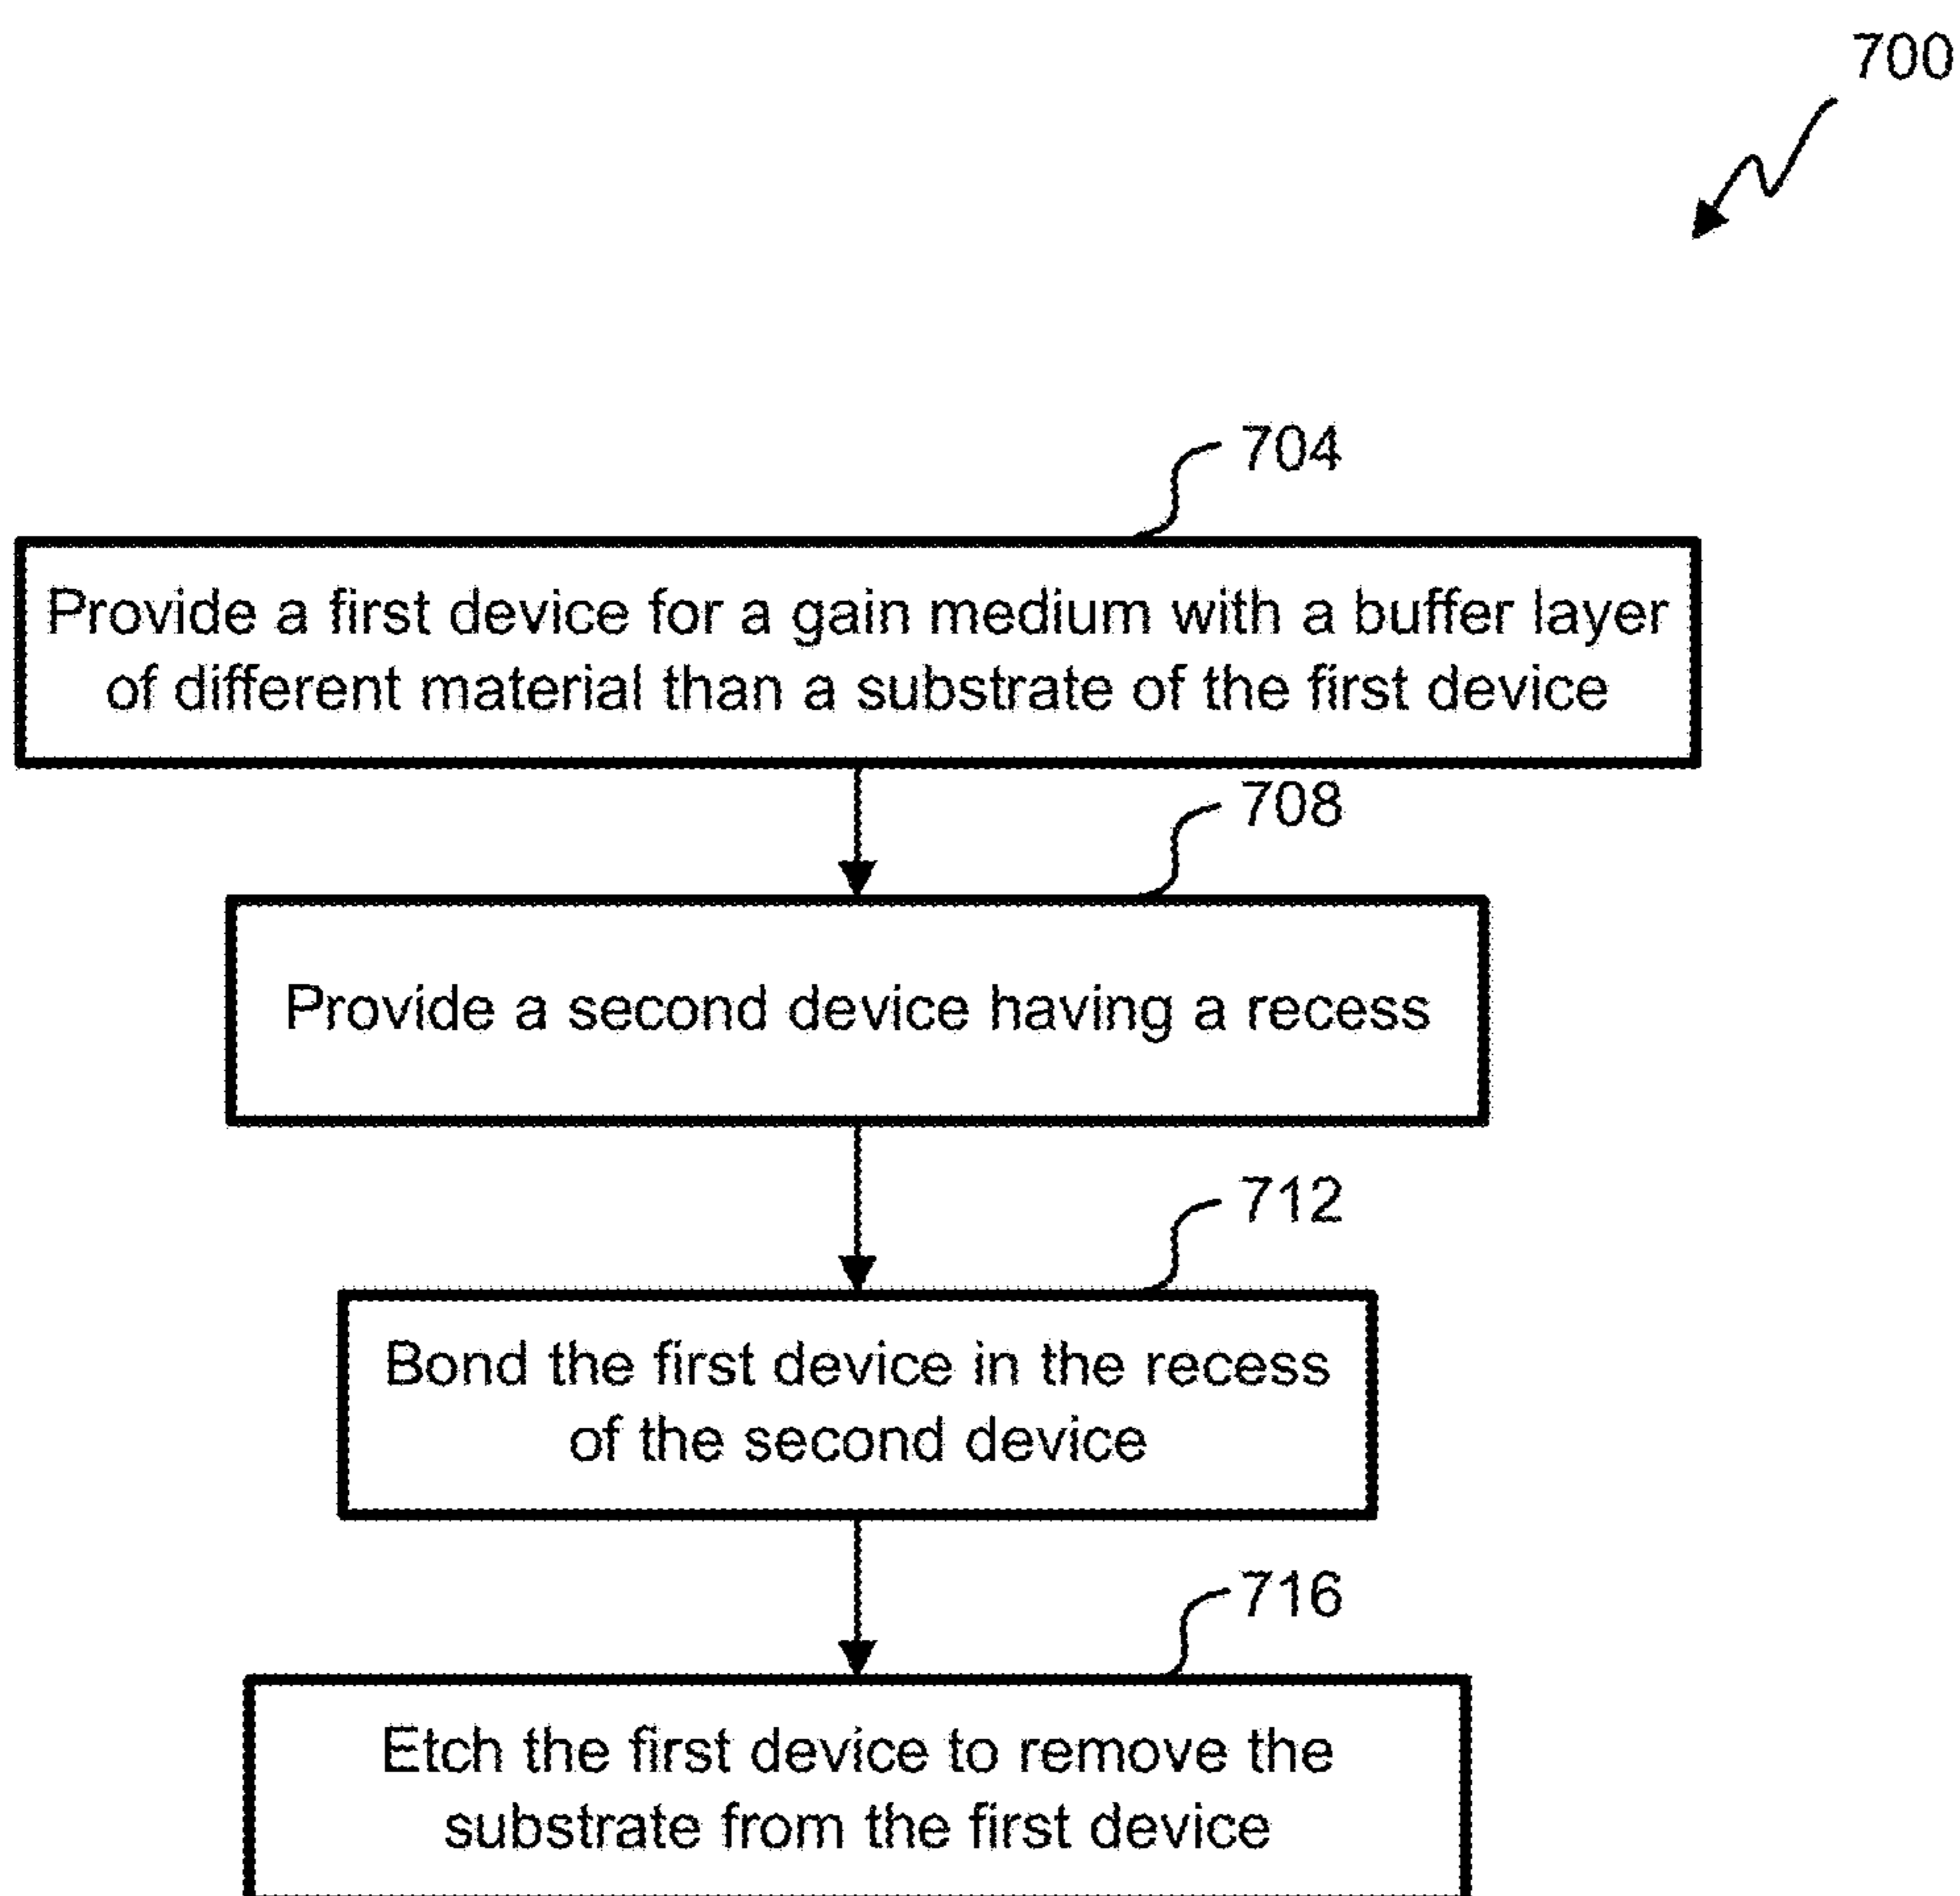 700
704
Provide a first device for a gain medium with a buffer layer
of different material than a substrate of the first device
708
Provide a second device having a recess
712
Bond the first device in the recess
of the second device
716
Etch the first device to remove the
substrate from the first device